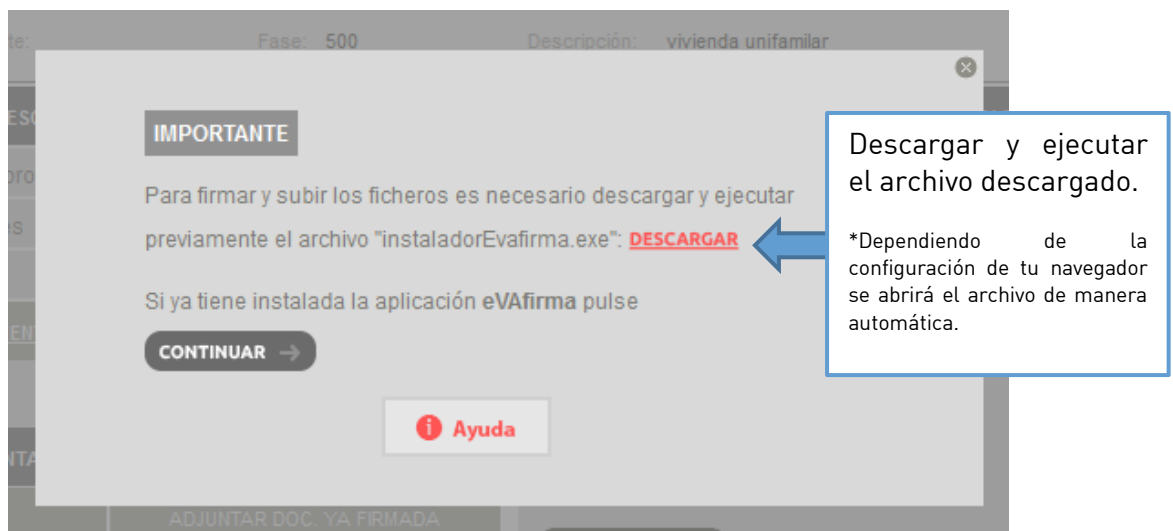 te: Fase: 500 Descripción: vivienda unifamilar
IMPORTANTE
Para firmar y subir los ficheros es necesario descargar y ejecutar
previamente el archivo "instaladorEvafirma.exe": DESCARGAR
Si ya tiene instalada la aplicación eVAfirma pulse
CONTINUAR
Ayuda
ADJUNTAR DOC. YA FIRMADA
Descargar y ejecutar
el archivo descargado.
*Dependiendo de la
configuración de tu navegador
se abrirá el archivo de manera
automática.